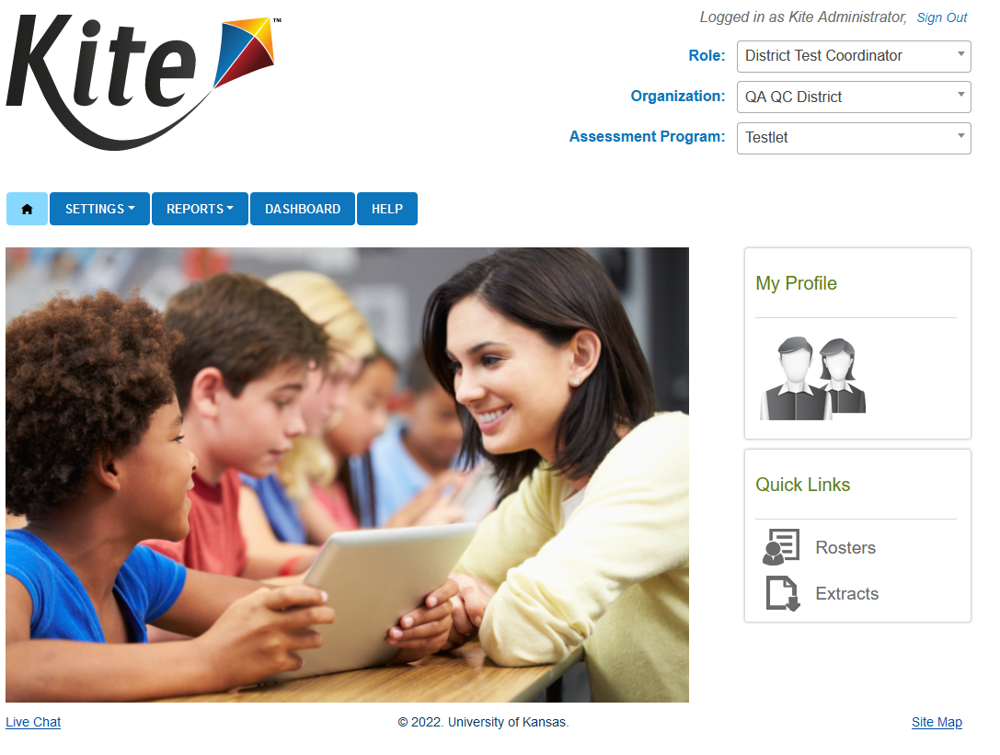 Kite™
Logged in as Kite Administrator, Sign Out
Role: District Test Coordinator
Organization: QA QC District
Assessment Program: Testlet
SETTINGS REPORTS DASHBOARD HELP
My Profile
Quick Links
Rosters
Extracts
Live Chat © 2022. University of Kansas. Site Map